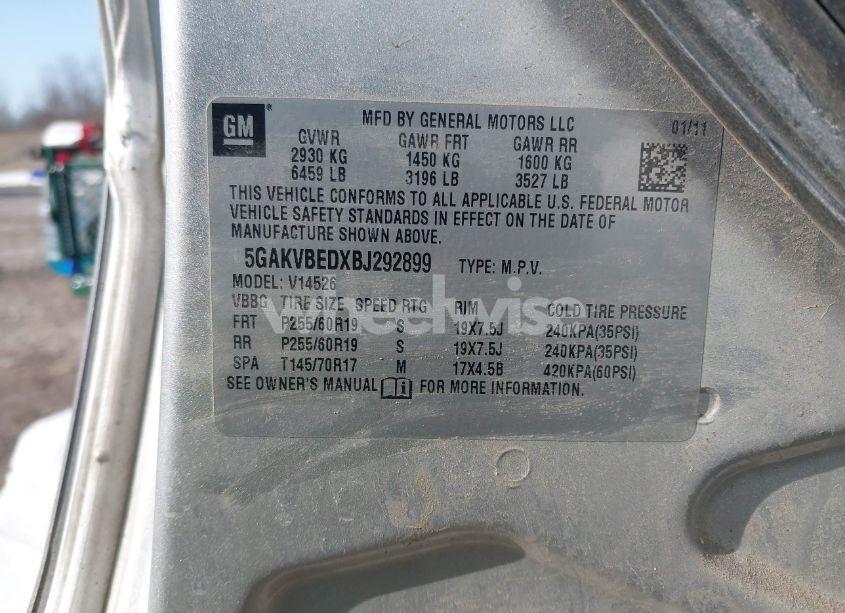 GM
MFD BY GENERAL MOTORS LLC 01/11
GVWR GAWR FRT GAWR RR
2930 KG 1450 KG 1600 KG
6459 LB 3196 LB 3527 LB
THIS VEHICLE CONFORMS TO ALL APPLICABLE U.S. FEDERAL MOTOR
VEHICLE SAFETY STANDARDS IN EFFECT ON THE DATE OF
MANUFACTURE SHOWN ABOVE.
5GAKVBEDXBJ292899 TYPE: M.P.V.
MODEL: V14526
VBBG TIRE SIZE SPEED RTG RIM COLD TIRE PRESSURE
FRT P255/60R19 S 19X7.5J 240KPA(35PSI)
RR P255/60R19 S 19X7.5J 240KPA(35PSI)
SPA T145/70R17 M 17X4.5B 420KPA(60PSI)
SEE OWNER'S MANUAL FOR MORE INFORMATION.
wheelwise